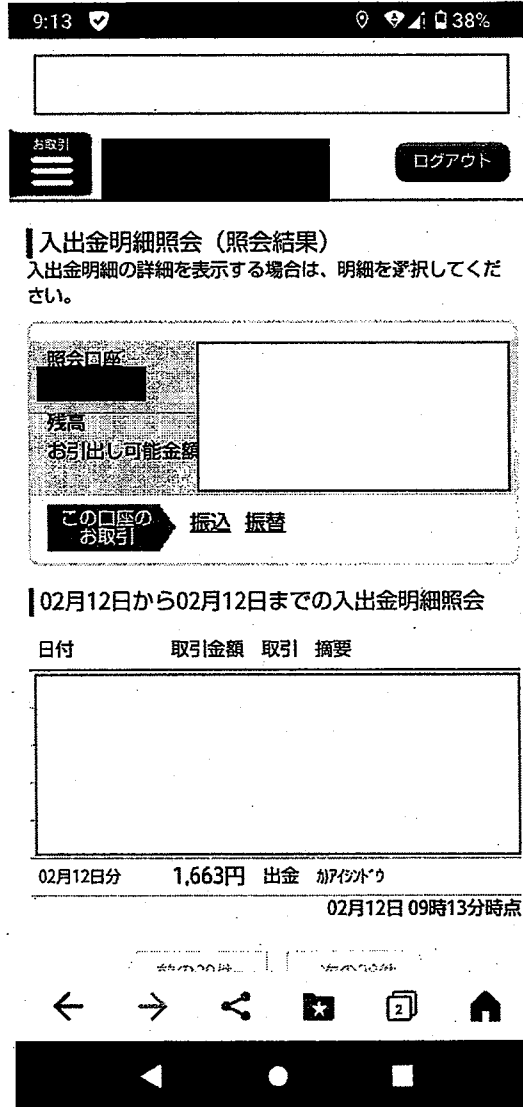 9:13
38%
お取引
ログアウト
入出金明細照会（照会結果）
入出金明細の詳細を表示する場合は、明細を選択してくだ
さい。
照会口座
残高
お引出し可能金額
この口座の
お取引
振込 振替
02月12日から02月12日までの入出金明細照会
日付 取引金額 取引 摘要
02月12日分 1,663円 出金 ｶ)ｱｲｼﾝﾄﾞｳ
02月12日 09時13分時点
2